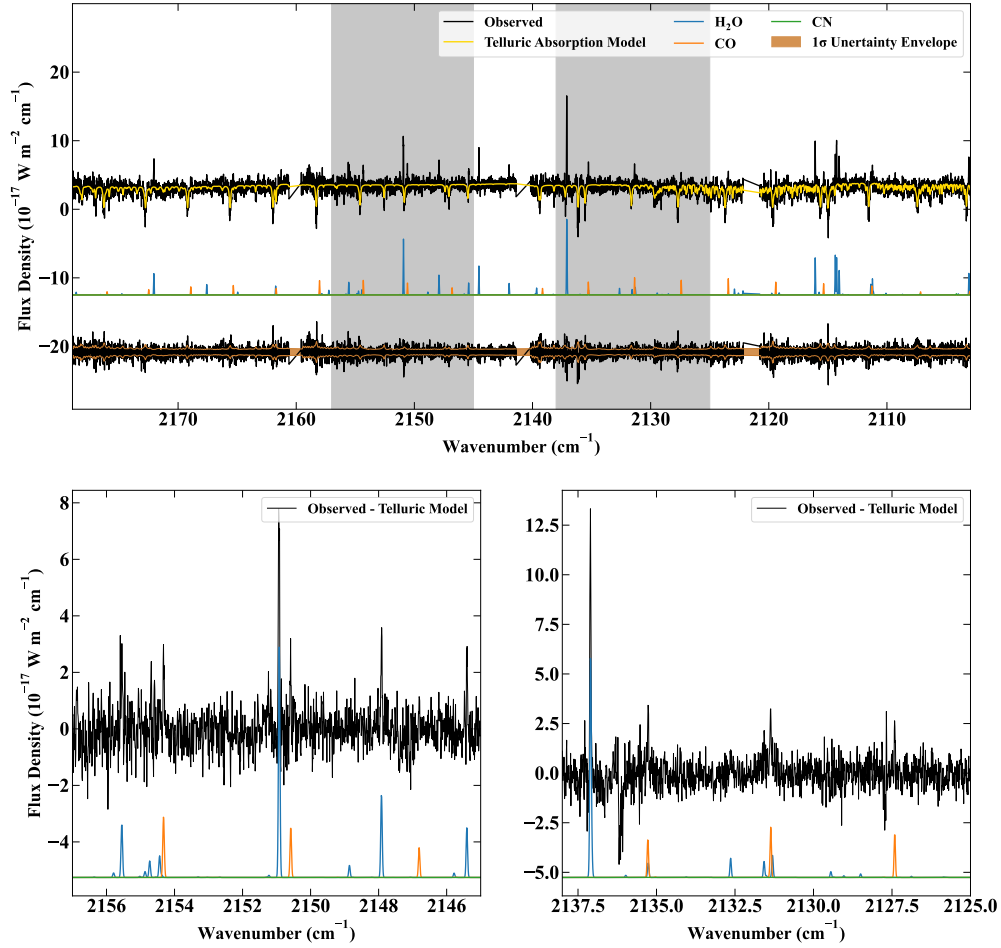 Observed
Telluric Absorption Model
H₂O
CO
CN
1σ Unertainty Envelope
Flux Density (10⁻¹⁷ W m⁻² cm⁻¹)
20
10
0
−10
−20
2170 2160 2150 2140 2130 2120 2110
Wavenumber (cm⁻¹)
Observed - Telluric Model
Flux Density (10⁻¹⁷ W m⁻² cm⁻¹)
8
6
4
2
0
−2
−4
2156 2154 2152 2150 2148 2146
Wavenumber (cm⁻¹)
Observed - Telluric Model
12.5
10.0
7.5
5.0
2.5
0.0
−2.5
−5.0
2137.5 2135.0 2132.5 2130.0 2127.5 2125.0
Wavenumber (cm⁻¹)